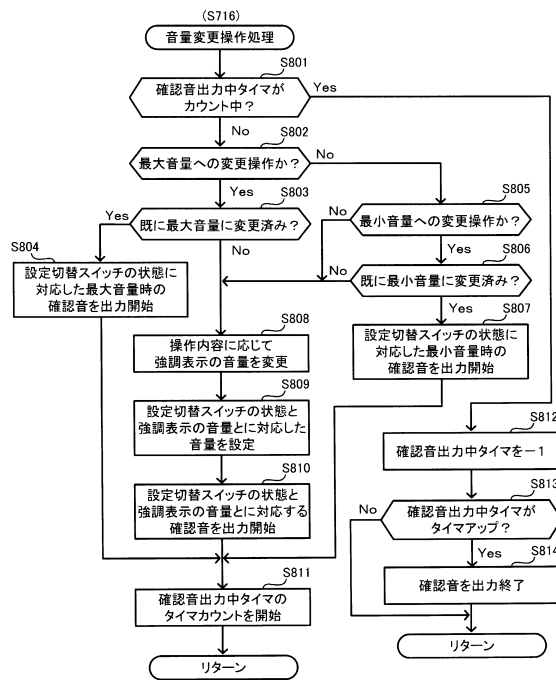 (S716)
音量変更操作処理
S801
確認音出力中タイマが
カウント中?
Yes
No
S802
最大音量への変更操作か?
No
Yes
S803
既に最大音量に変更済み?
Yes
No
S804
設定切替スイッチの状態に
対応した最大音量時の
確認音を出力開始
S805
最小音量への変更操作か?
No
Yes
S806
既に最小音量に変更済み?
No
Yes
S807
設定切替スイッチの状態に
対応した最小音量時の
確認音を出力開始
S808
操作内容に応じて
強調表示の音量を変更
S809
設定切替スイッチの状態と
強調表示の音量とに対応した
音量を設定
S810
設定切替スイッチの状態と
強調表示の音量とに対応する
確認音を出力開始
S811
確認音出力中タイマの
タイマカウントを開始
リターン
S812
確認音出力中タイマを-1
S813
確認音出力中タイマが
タイマアップ?
No
Yes
S814
確認音を出力終了
リターン